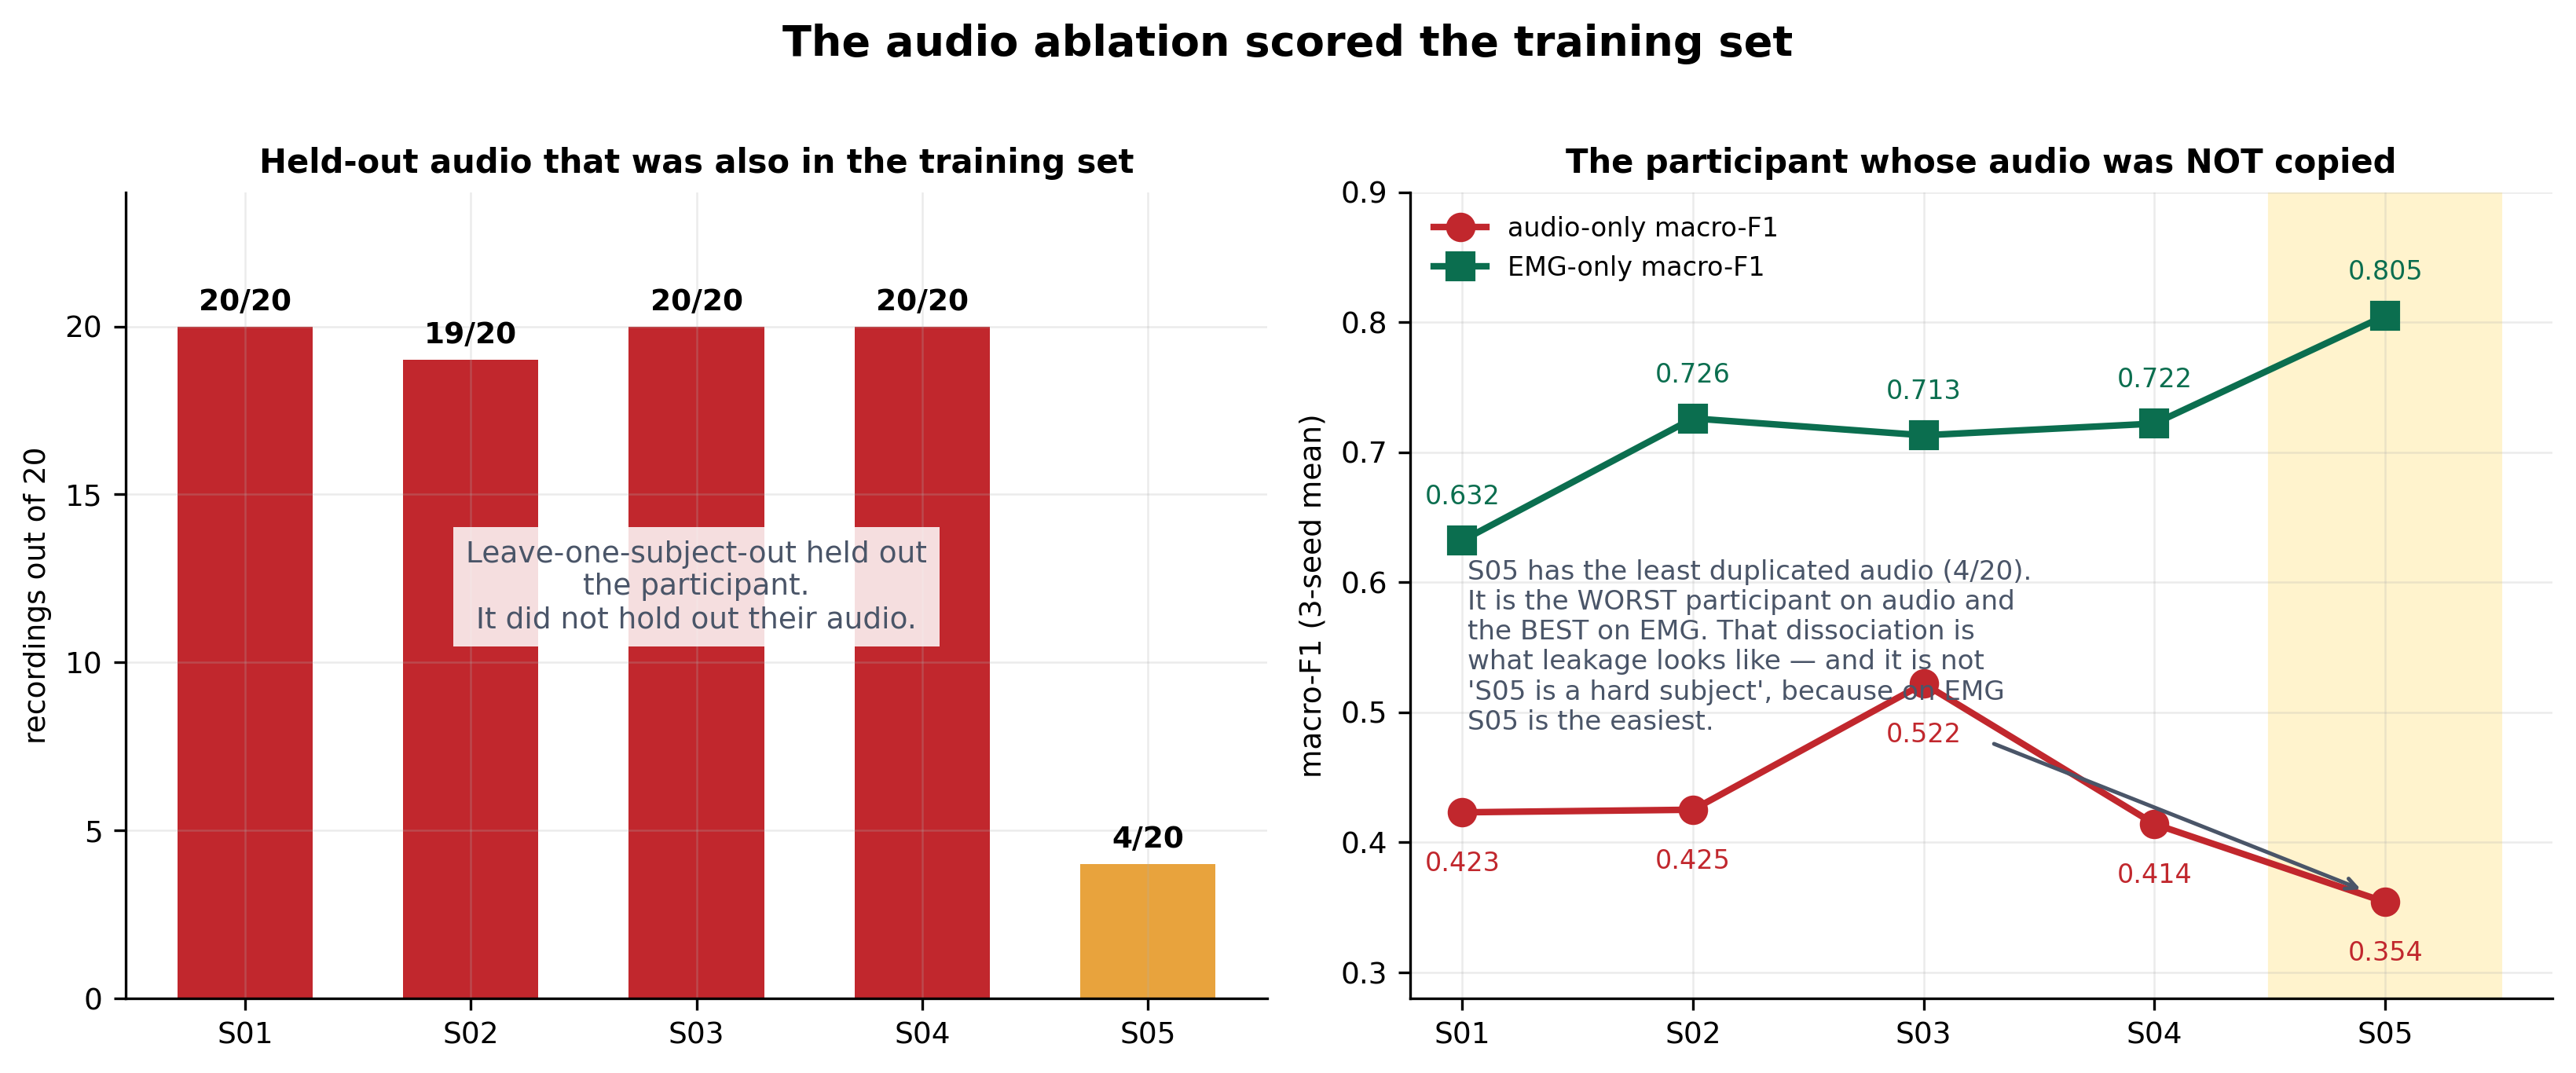 The audio ablation scored the training set
Held-out audio that was also in the training set
recordings out of 20
20
15
10
5
0
20/20
19/20
20/20
20/20
4/20
Leave-one-subject-out held out
the participant.
It did not hold out their audio.
S01
S02
S03
S04
S05
The participant whose audio was NOT copied
macro-F1 (3-seed mean)
0.9
0.8
0.7
0.6
0.5
0.4
0.3
audio-only macro-F1
EMG-only macro-F1
0.632
0.726
0.713
0.722
0.805
S05 has the least duplicated audio (4/20).
It is the WORST participant on audio and
the BEST on EMG. That dissociation is
what leakage looks like — and it is not
'S05 is a hard subject', because on EMG
S05 is the easiest.
0.423
0.425
0.522
0.414
0.354
S01
S02
S03
S04
S05